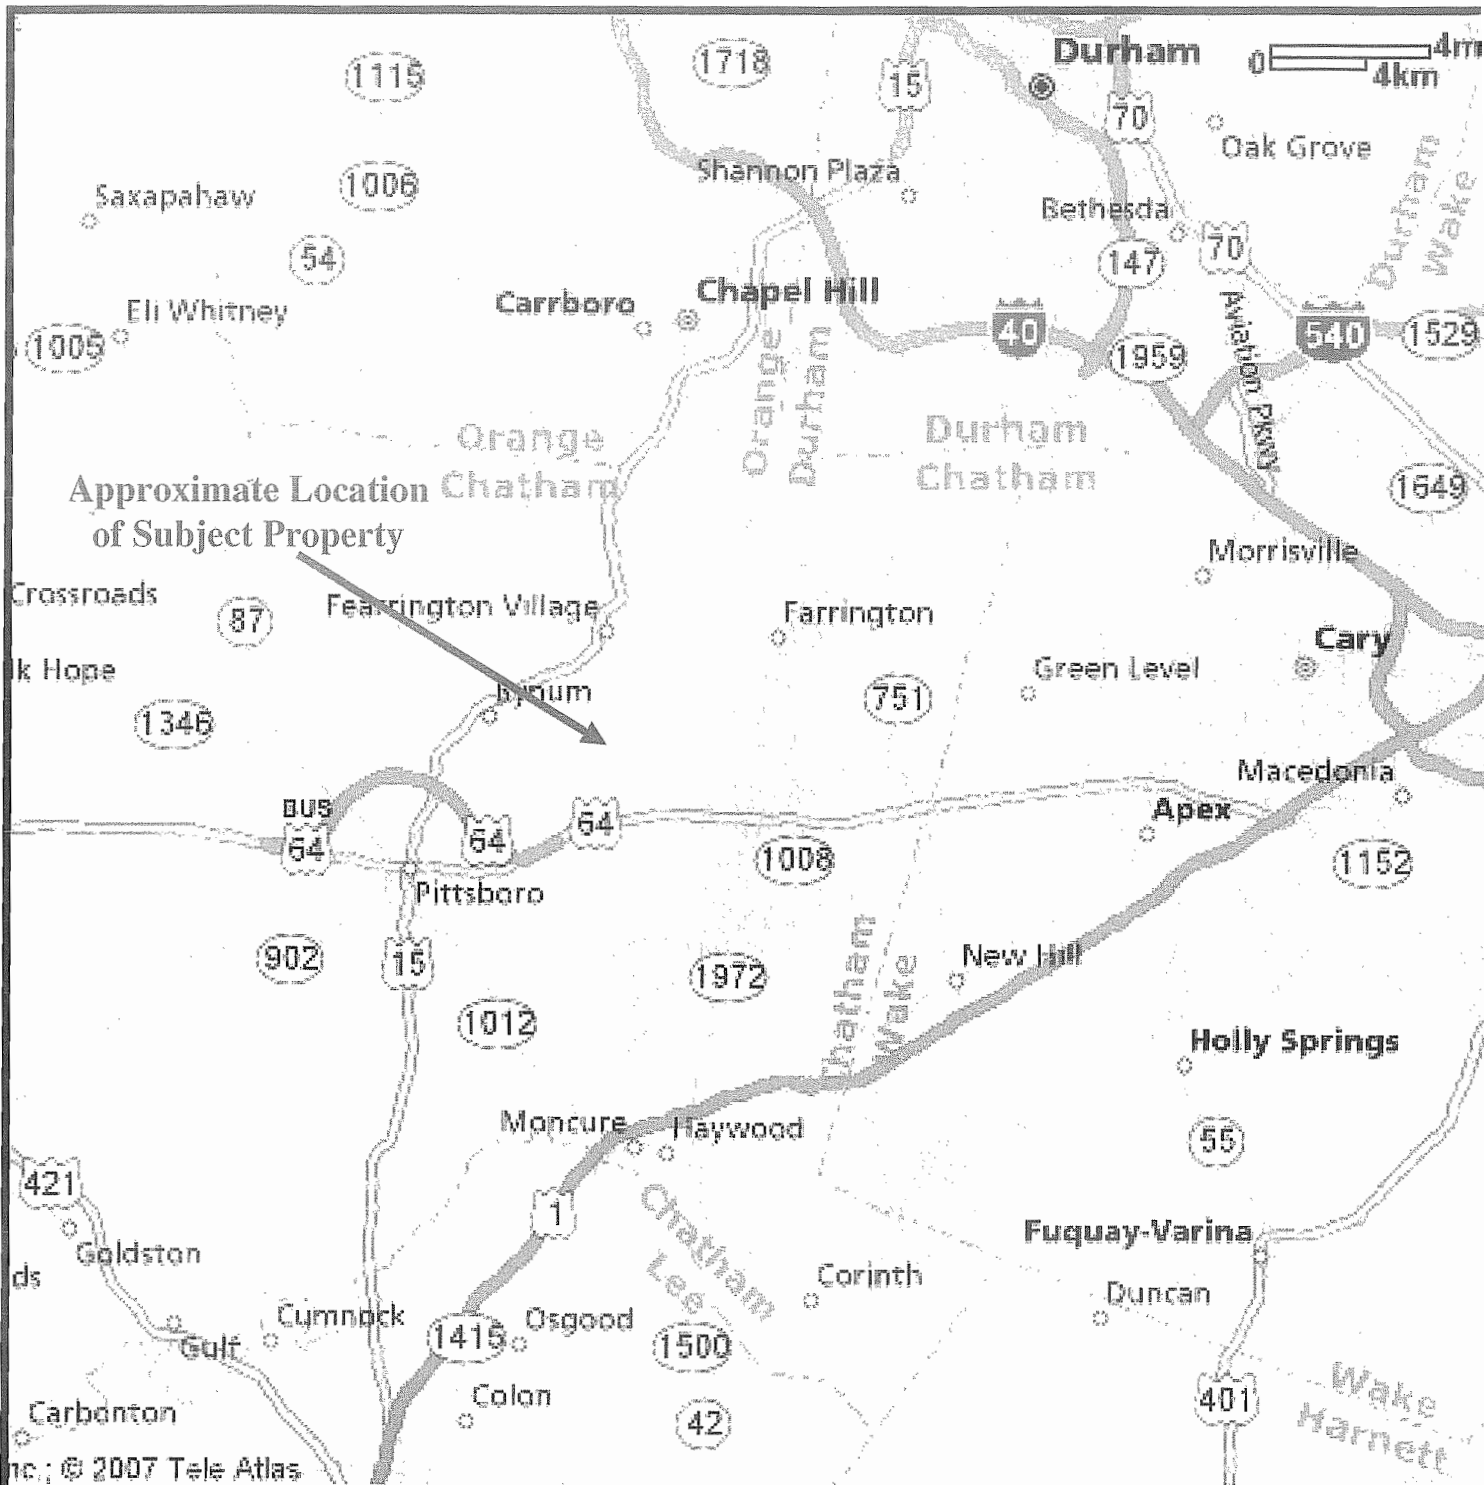 Durham
0 4mi
4km
1115
1718
15
70
Oak Grove
Durham
Wake
Shannon Plaza
1006
Saxapahaw
Bethesda
54
147
70
Chapel Hill
Carrboro
Eli Whitney
1005
40
1959
Aviation Pkwy
540
1529
Orange
Durham
Orange
Chatham
Durham
Chatham
1649
Approximate Location
of Subject Property
Morrisville
Crossroads
87
Fearrington Village
Farrington
Cary
lk Hope
Green Level
1346
Bynum
751
Macedonia
BUS
64
64
64
Apex
1008
1152
Pittsboro
902
15
1972
Chatham
Wake
New Hill
1012
Holly Springs
Moncure
Haywood
55
421
1
Chatham
Lee
Fuquay-Varina
Goldston
ds
Corinth
Duncan
Cumnock
Gulf
1415
Osgood
1500
Colon
42
401
Wake
Harnett
Carbonton
nc.; © 2007 Tele Atlas